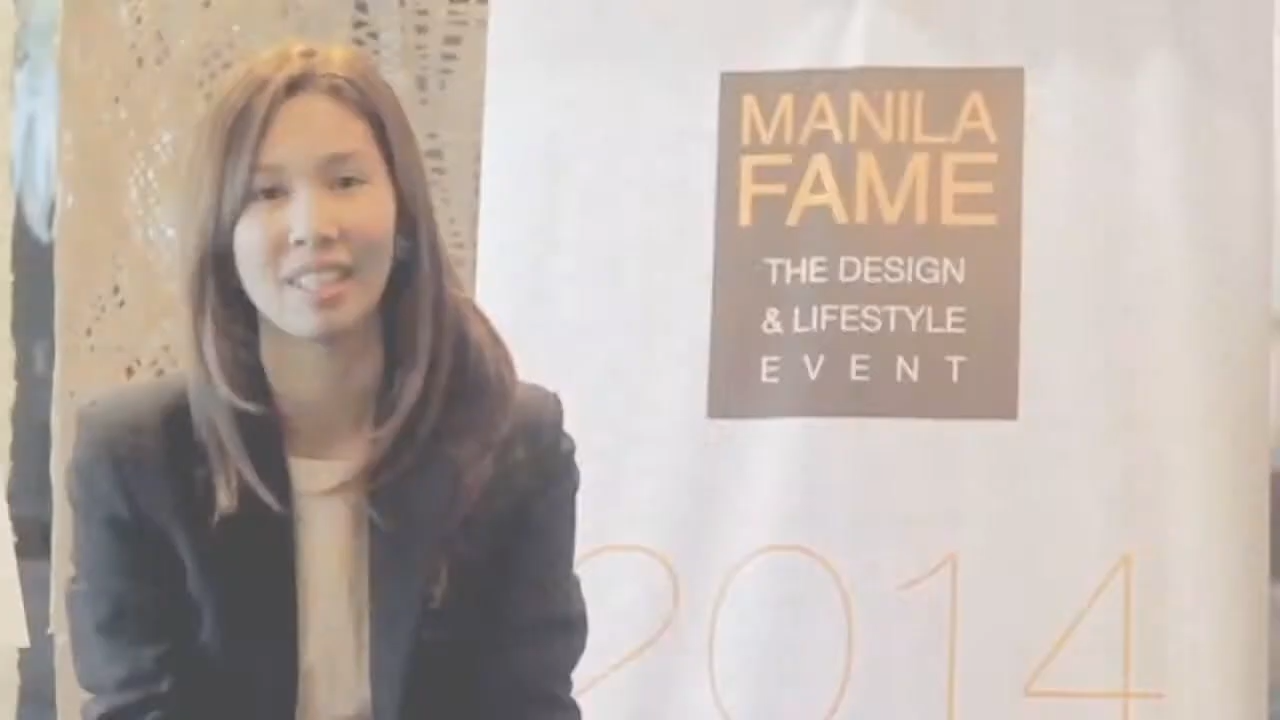 MANILA
FAME
THE DESIGN
& LIFESTYLE
EVENT
2014